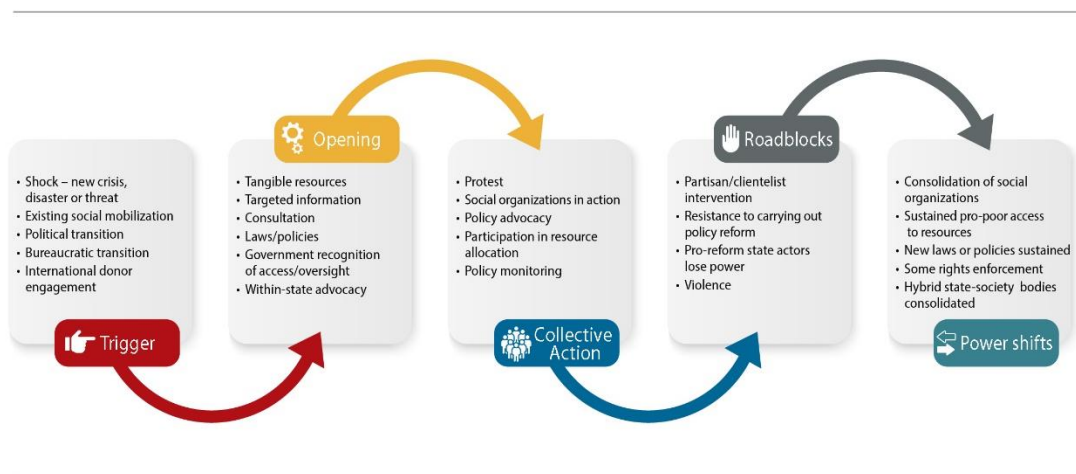 • Shock – new crisis,
disaster or threat
• Existing social mobilization
• Political transition
• Bureaucratic transition
• International donor
engagement
Trigger
Opening
• Tangible resources
• Targeted information
• Consultation
• Laws/policies
• Government recognition
of access/oversight
• Within-state advocacy
• Protest
• Social organizations in action
• Policy advocacy
• Participation in resource
allocation
• Policy monitoring
Collective
Action
Roadblocks
• Partisan/clientelist
intervention
• Resistance to carrying out
policy reform
• Pro-reform state actors
lose power
• Violence
• Consolidation of social
organizations
• Sustained pro-poor access
to resources
• New laws or policies sustained
• Some rights enforcement
• Hybrid state-society bodies
consolidated
Power shifts